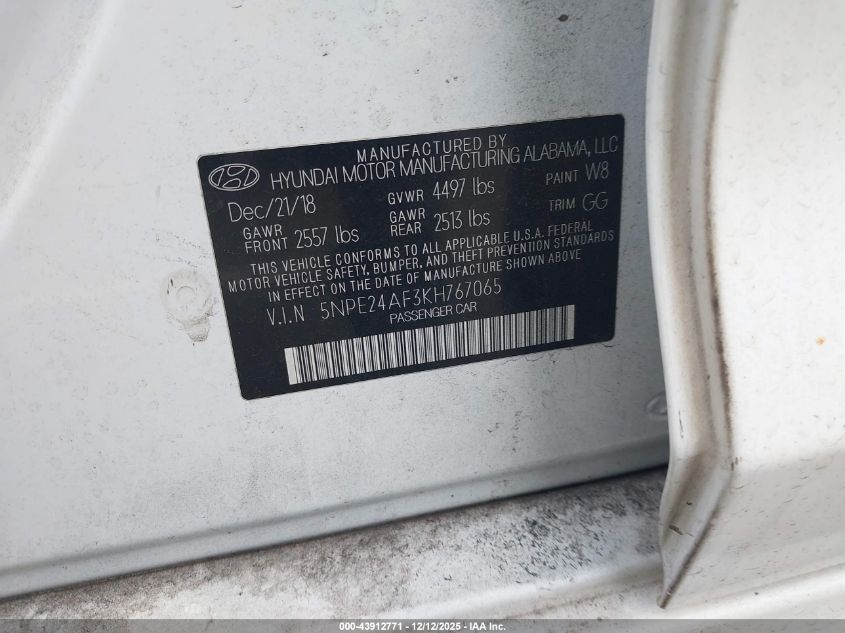 MANUFACTURED BY
HYUNDAI MOTOR MANUFACTURING ALABAMA, LLC
Dec/21/18 GVWR 4497 lbs PAINT W8
GAWR FRONT 2557 lbs GAWR REAR 2513 lbs TRIM GG
THIS VEHICLE CONFORMS TO ALL APPLICABLE U.S.A. FEDERAL
MOTOR VEHICLE SAFETY, BUMPER, AND THEFT PREVENTION STANDARDS
IN EFFECT ON THE DATE OF MANUFACTURE SHOWN ABOVE
V.I.N 5NPE24AF3KH767065
PASSENGER CAR
000-43912771 - 12/12/2025 - IAA Inc.